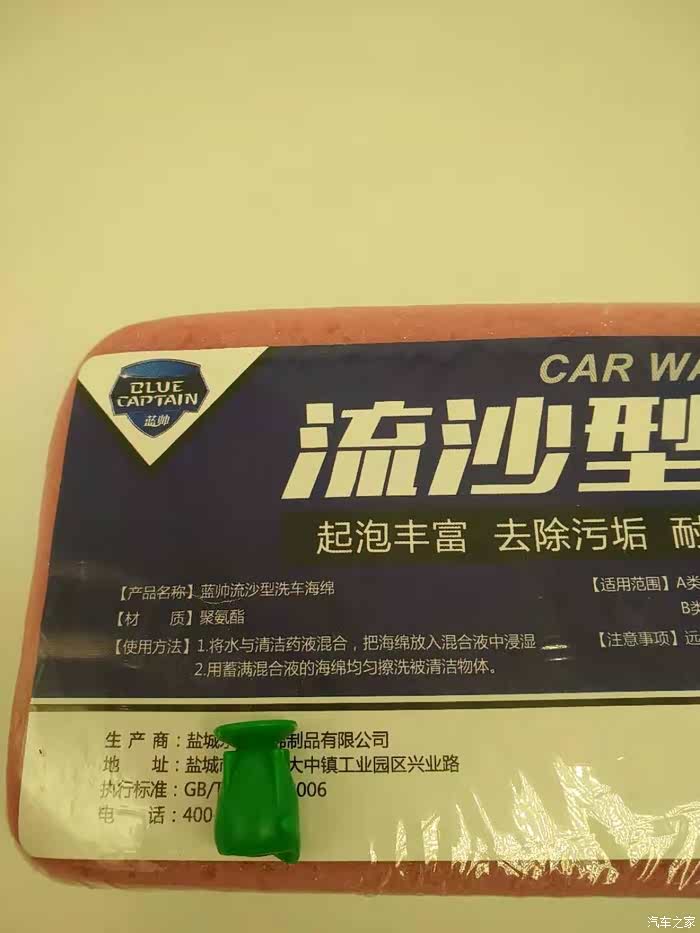 BLUE
CAPTAIN
蓝帅
CAR WA
流沙型
起泡丰富 去除污垢 耐
【产品名称】蓝帅流沙型洗车海绵
【材 质】聚氨酯
【使用方法】1.将水与清洁药液混合，把海绵放入混合液中浸湿
2.用蓄满混合液的海绵均匀擦洗被清洁物体。
【适用范围】A类
B类
【注意事项】远
生 产 商：盐城 制品有限公司
地 址：盐城市 大中镇工业园区兴业路
执行标准：GB/T 006
电 话：400
汽车之家